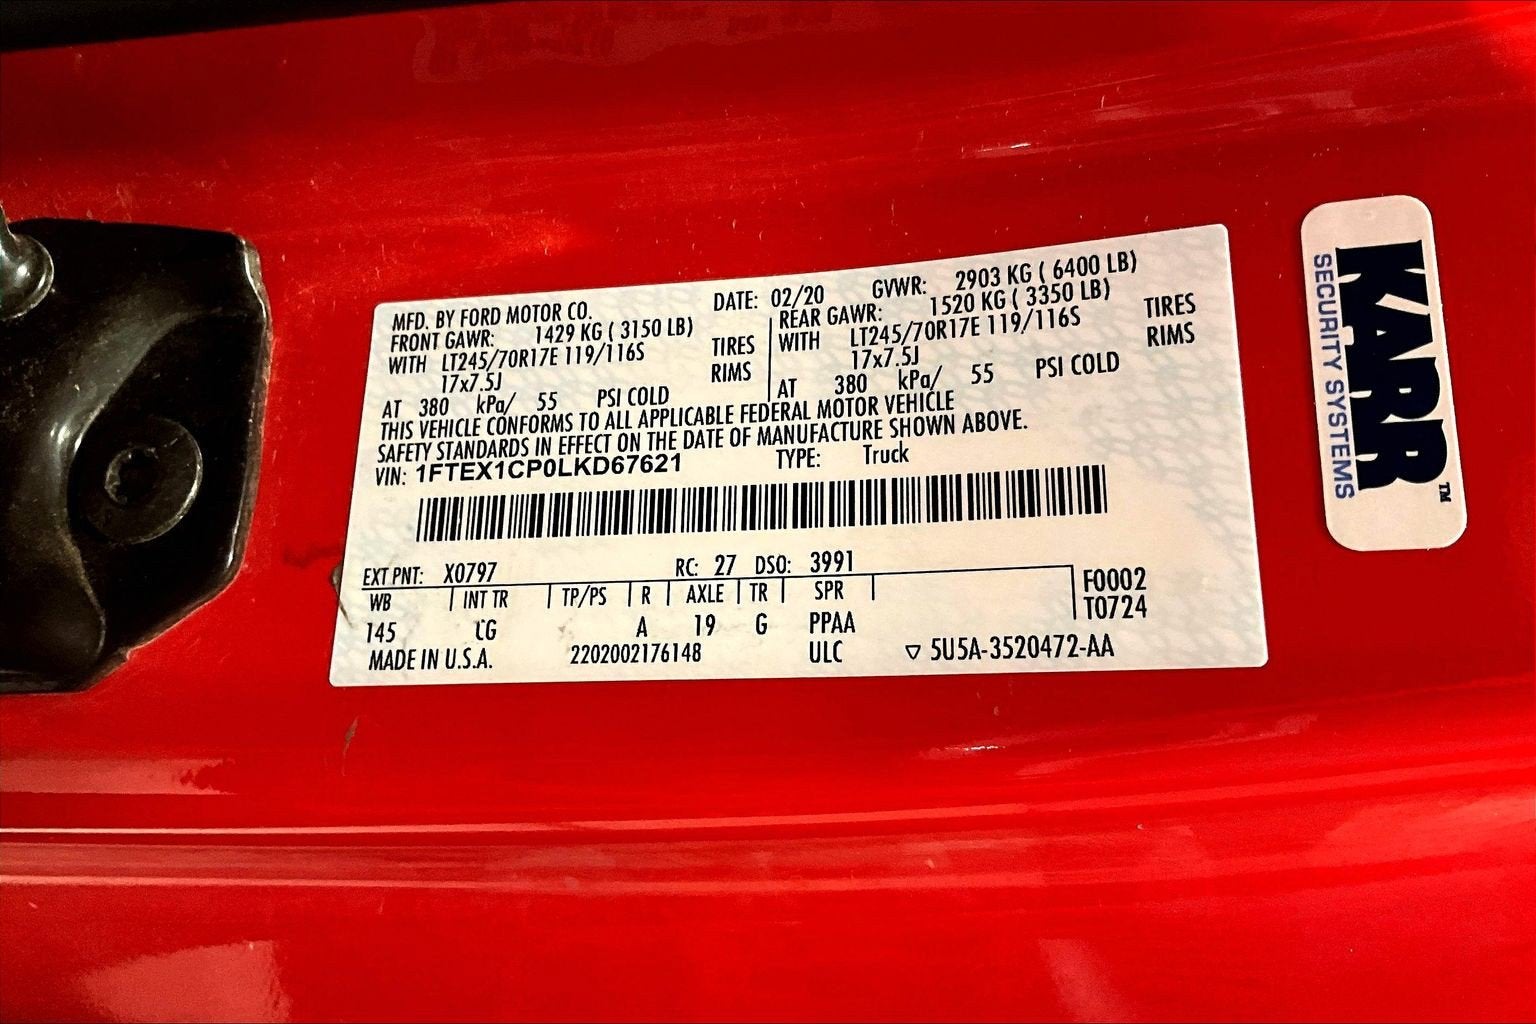 MFD. BY FORD MOTOR CO. DATE: 02/20 GVWR: 2903 KG ( 6400 LB)
FRONT GAWR: 1429 KG ( 3150 LB) REAR GAWR: 1520 KG ( 3350 LB)
WITH LT245/70R17E 119/116S TIRES WITH LT245/70R17E 119/116S TIRES
17x7.5J RIMS 17x7.5J RIMS
AT 380 kPa/ 55 PSI COLD AT 380 kPa/ 55 PSI COLD
THIS VEHICLE CONFORMS TO ALL APPLICABLE FEDERAL MOTOR VEHICLE
SAFETY STANDARDS IN EFFECT ON THE DATE OF MANUFACTURE SHOWN ABOVE.
VIN: 1FTEX1CP0LKD67621 TYPE: Truck
EXT PNT: X0797 RC: 27 DSO: 3991
WB INT TR TP/PS R AXLE TR SPR F0002
T0724
145 CG A 19 G PPAA
MADE IN U.S.A. 2202002176148 ULC ▽ 5U5A-3520472-AA
KARR™
SECURITY SYSTEMS